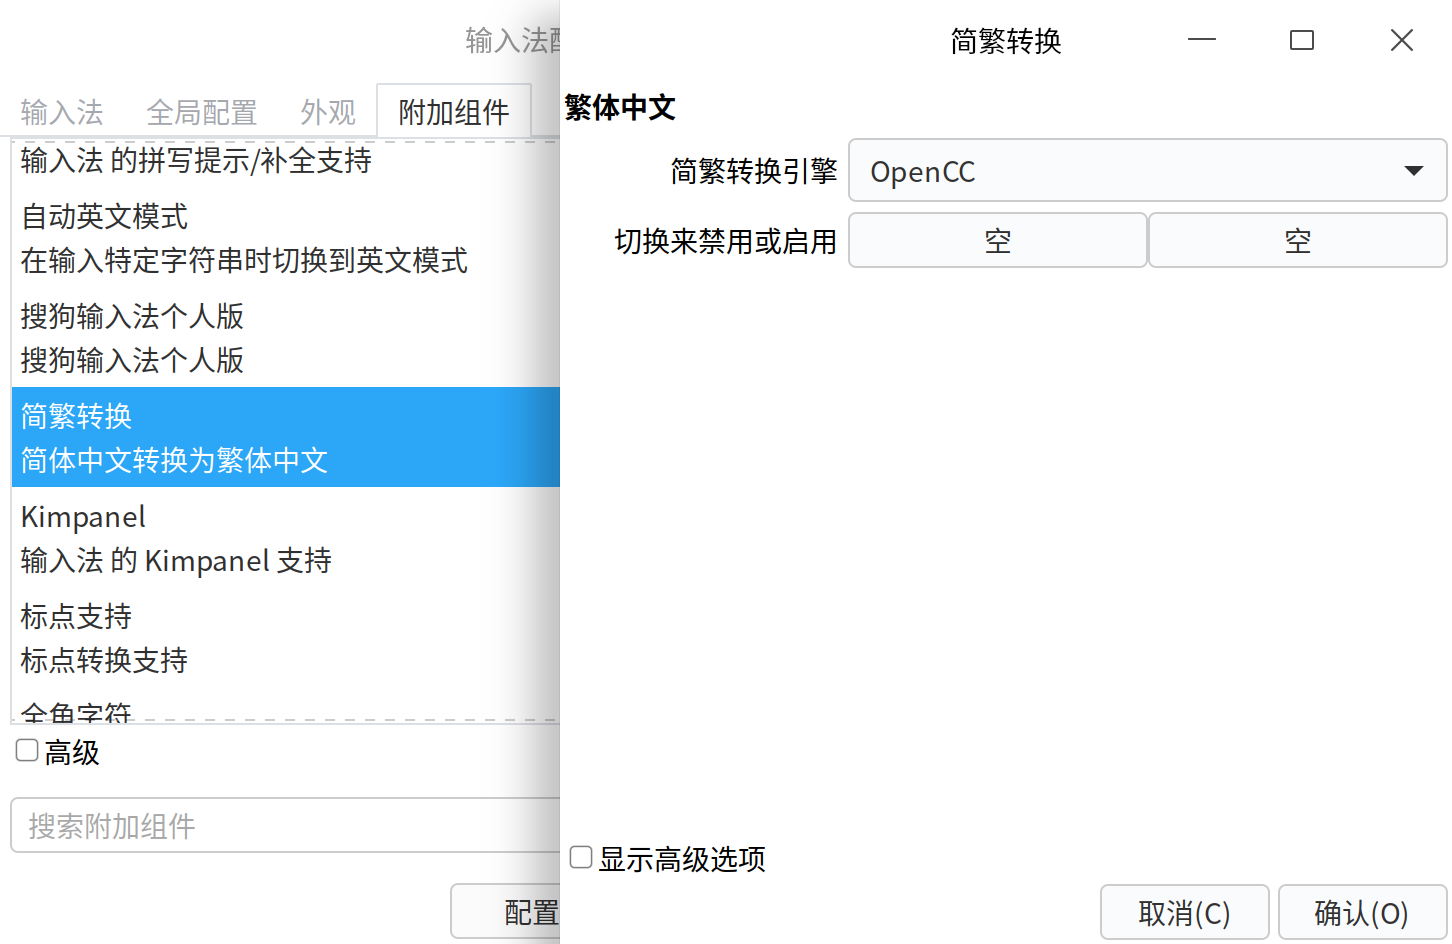 输入法配
输入法 全局配置 外观 附加组件
输入法 的拼写提示/补全支持
自动英文模式
在输入特定字符串时切换到英文模式
搜狗输入法个人版
搜狗输入法个人版
简繁转换
简体中文转换为繁体中文
Kimpanel
输入法 的 Kimpanel 支持
标点支持
标点转换支持
全角字符
高级
搜索附加组件
配置
简繁转换
繁体中文
简繁转换引擎 OpenCC
切换来禁用或启用 空 空
显示高级选项
取消(C) 确认(O)